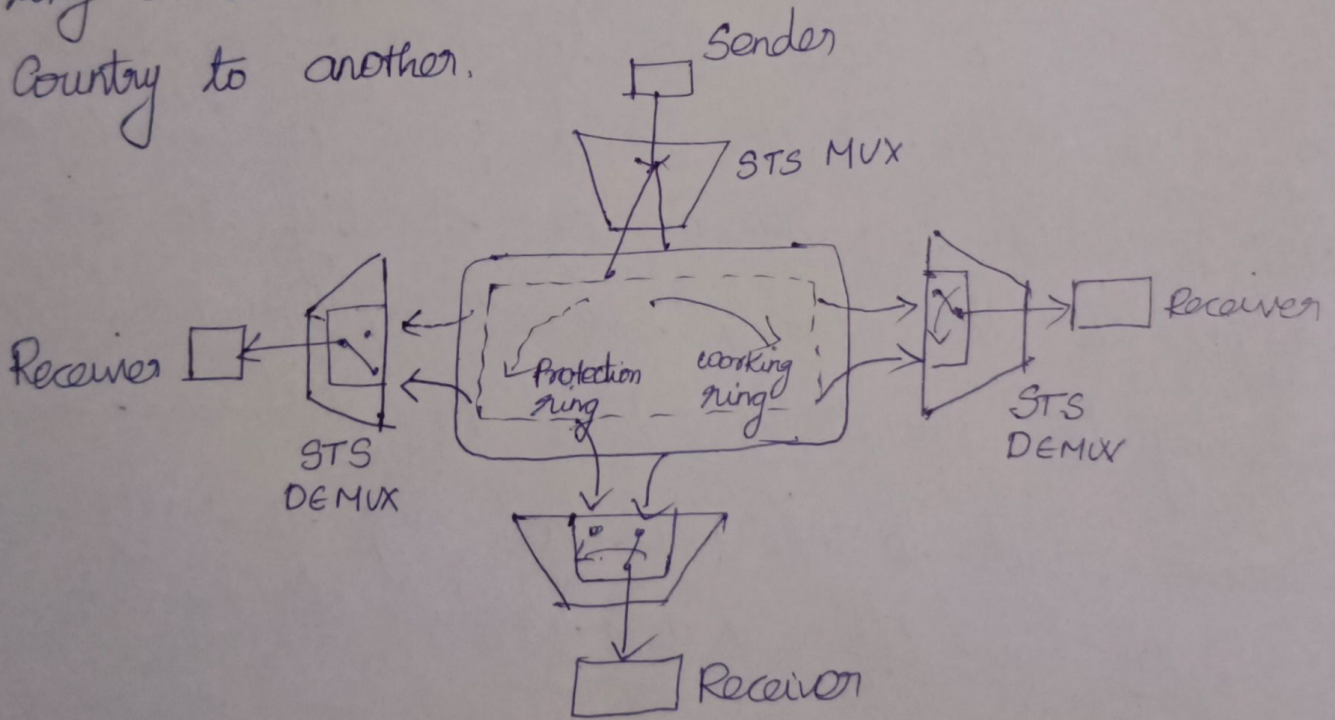 Country to another.
Sender
STS MUX
Receiver
Receiver
Protection
ring
working
ring
STS
DEMUX
STS
DEMUX
Receiver